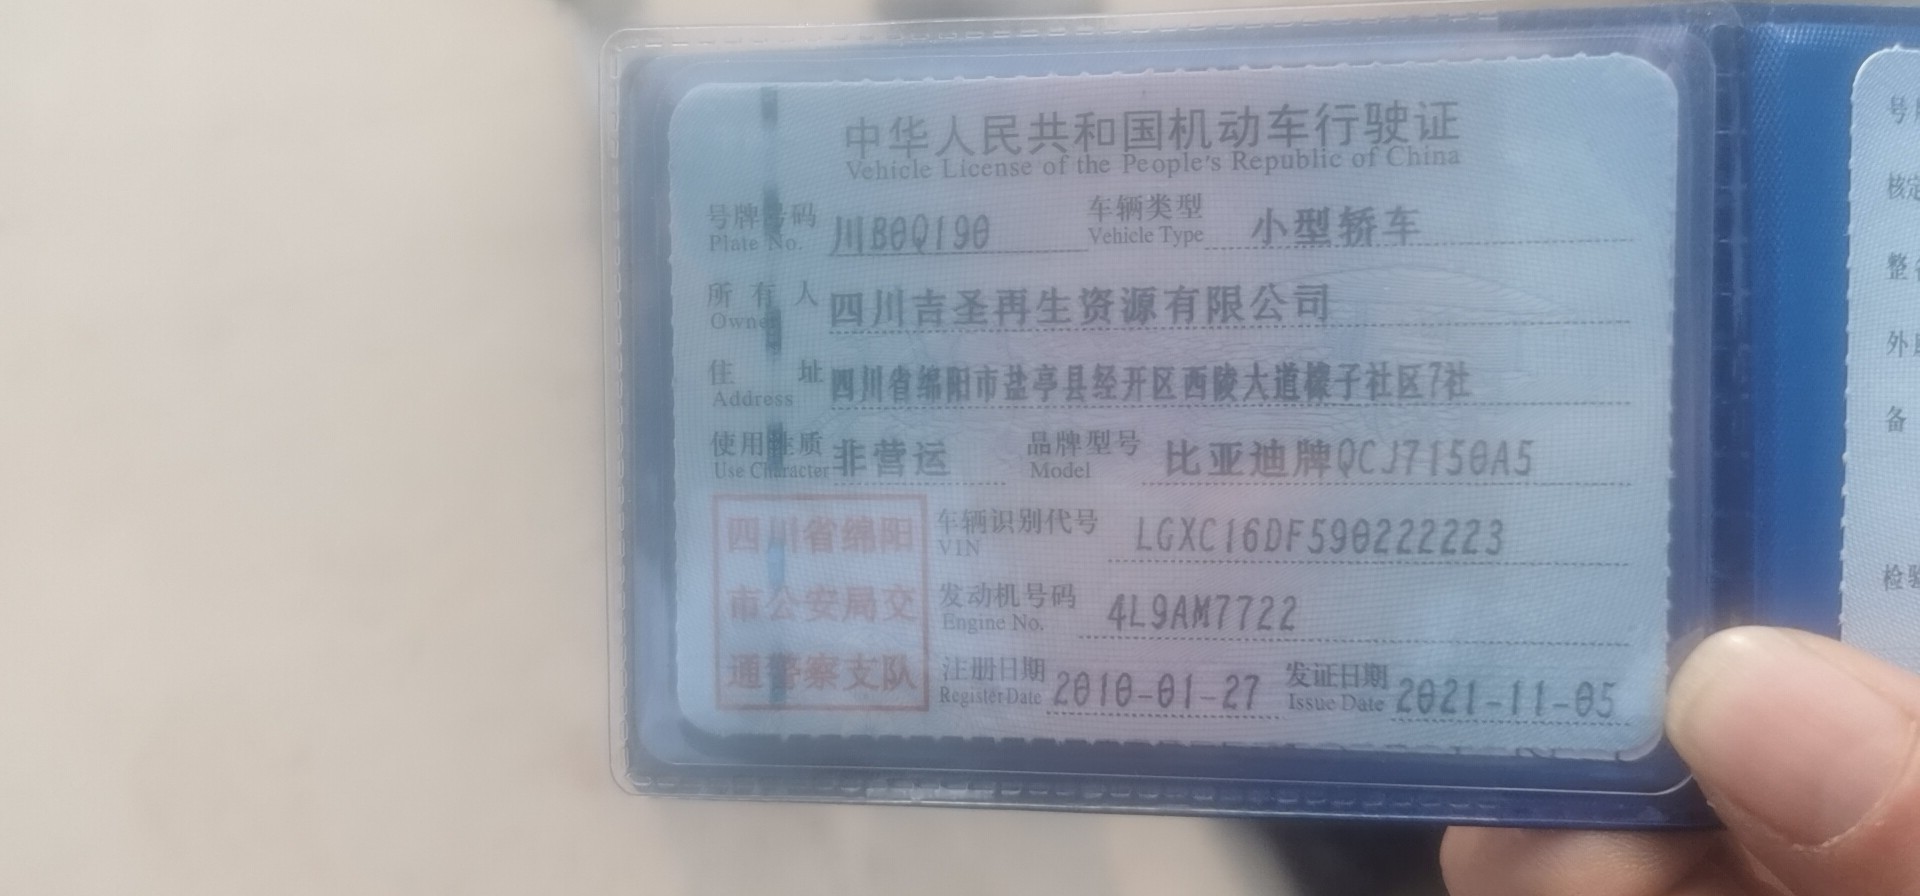 中华人民共和国机动车行驶证
Vehicle License of the People's Republic of China
号牌号码 川B0Q190 车辆类型 小型轿车
Plate No. Vehicle Type
所有人 四川吉圣再生资源有限公司
Owner
住址 四川省绵阳市盐亭县经开区西陵大道檬子社区7社
Address
使用性质 非营运 品牌型号 比亚迪牌QCJ7150A5
Use Character Model
四川省绵阳
市公安局交
通警察支队
车辆识别代号 LGXC16DF590222223
VIN
发动机号码 4L9AM7722
Engine No.
注册日期 2010-01-27 发证日期 2021-11-05
Register Date Issue Date
号
核定
整
外
备
检验